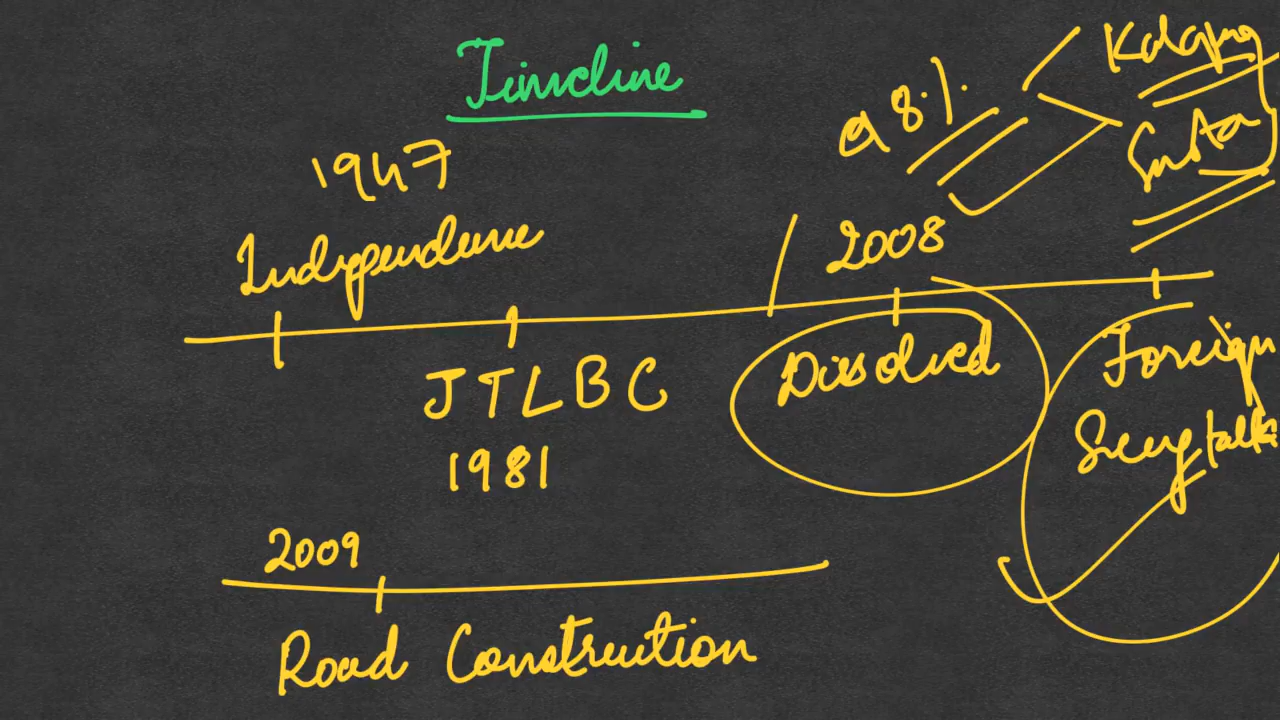 Timeline
1947
Independence
98%
Kalapani
Susta
2008
JTLBC
1981
Dissolved
Foreign
Secy talks
2009
Road Construction